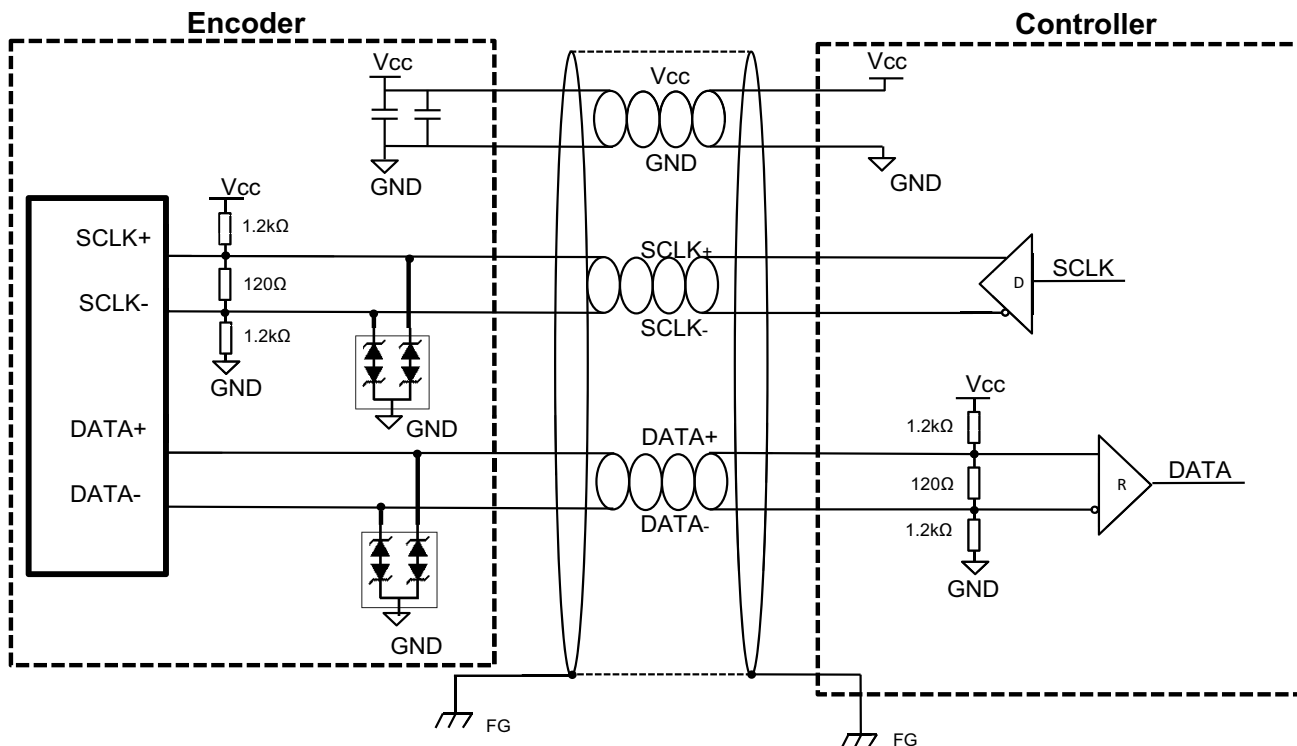 Encoder
Controller
Vcc
Vcc
Vcc
GND
GND
GND
Vcc
1.2kΩ
SCLK+
120Ω
SCLK-
1.2kΩ
GND
GND
SCLK+
SCLK-
D
SCLK
DATA+
DATA-
GND
DATA+
DATA-
Vcc
1.2kΩ
120Ω
1.2kΩ
GND
R
DATA
FG
FG